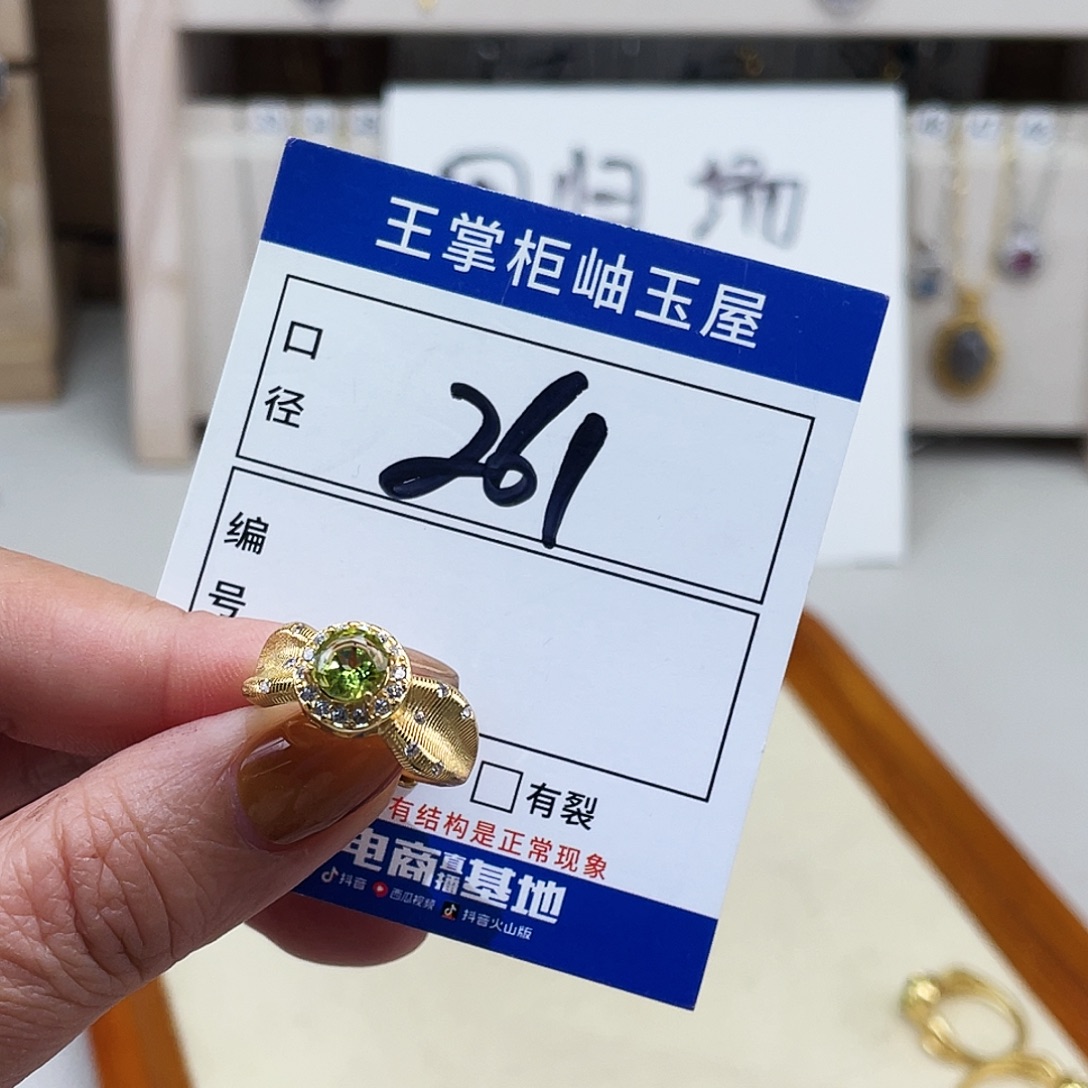 王掌柜岫玉屋
口径
261
编号
有裂
有结构是正常现象
电商直播基地
抖音 西瓜视频 抖音火山版